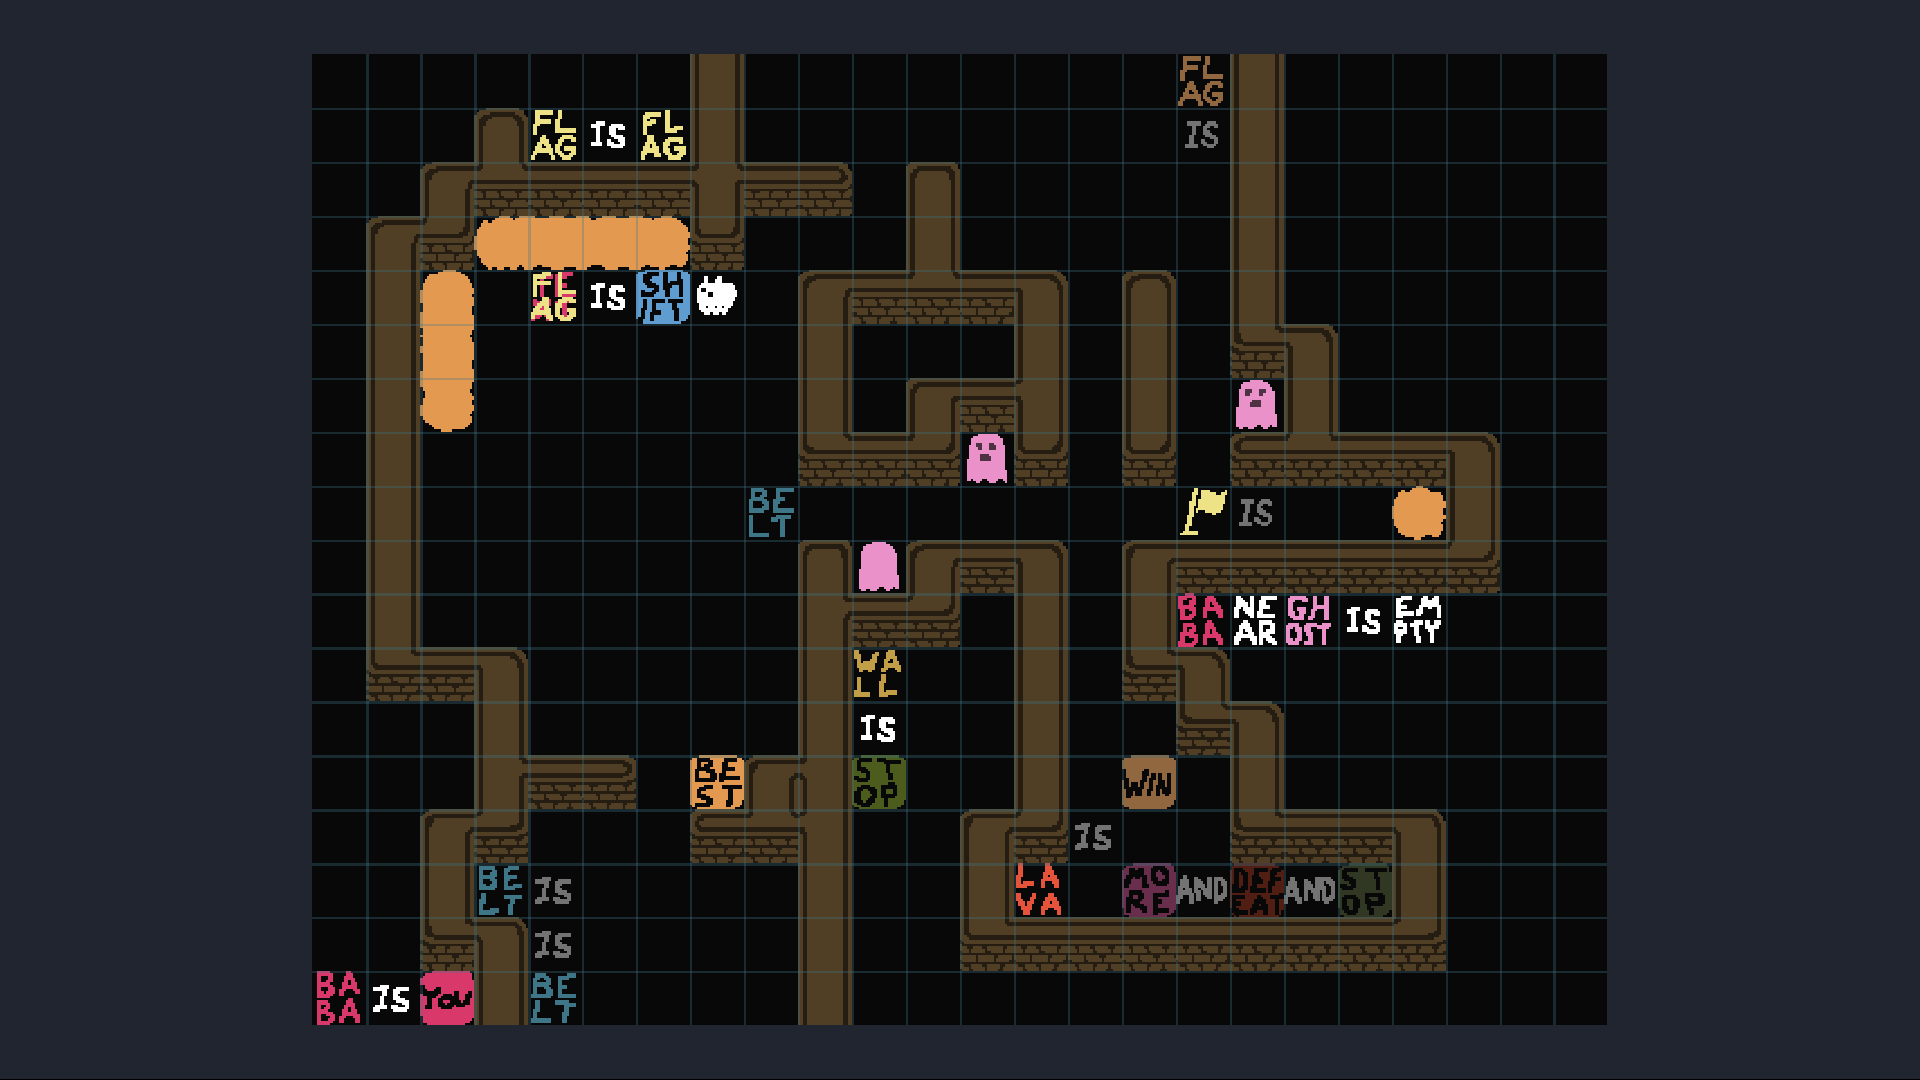 FLAG
FLAG IS FLAG IS
FLAG IS SHIFT
BELT IS
BABA NEAR GHOST IS EMPTY
WALL
IS
BEST STOP WIN
IS
BELT IS LAVA MORE AND DEFEAT AND STOP
IS
BABA IS YOU BELT